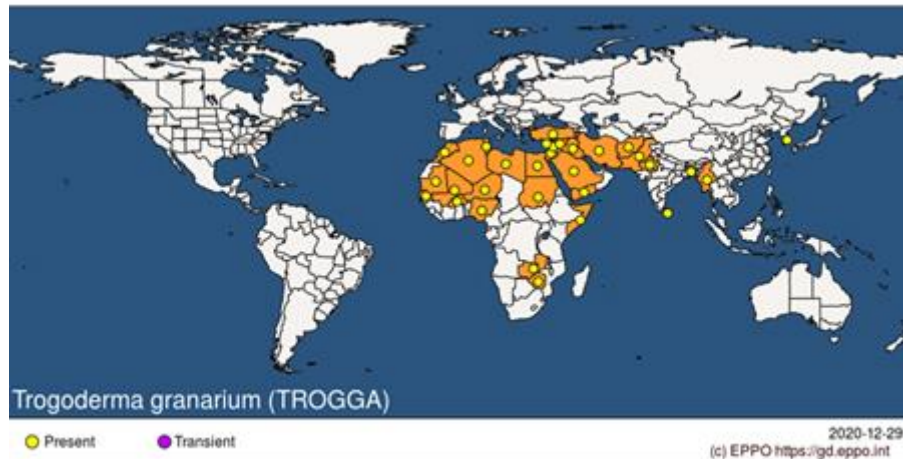 Trogoderma granarium (TROGGA)
Present
Transient
2020-12-29
(c) EPPO https://gd.eppo.int